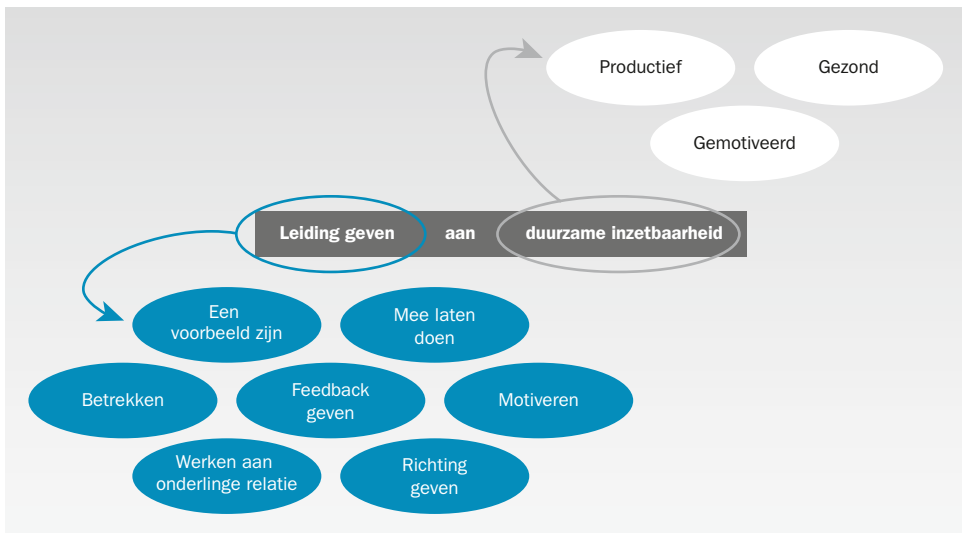 Productief
Gezond
Gemotiveerd
Leiding geven aan duurzame inzetbaarheid
Een
voorbeeld zijn
Mee laten
doen
Betrekken
Feedback
geven
Motiveren
Werken aan
onderlinge relatie
Richting
geven